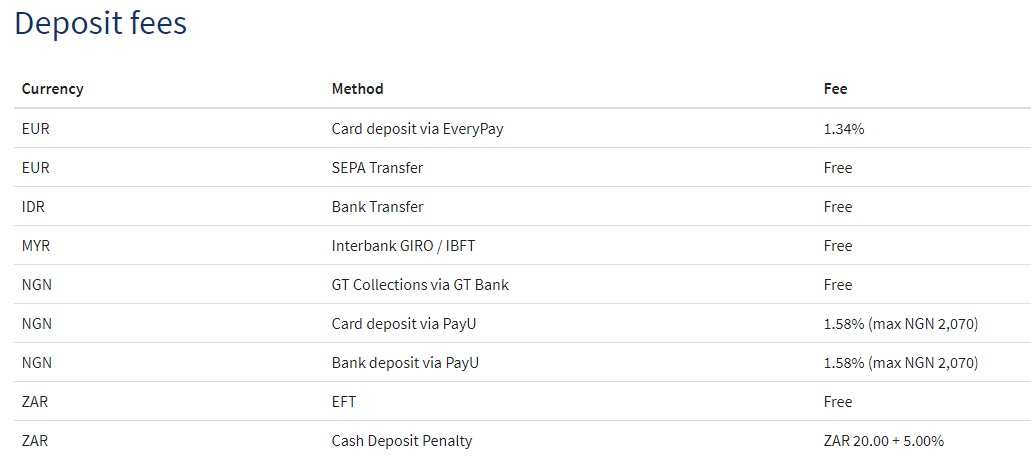 Deposit fees
Currency Method Fee
EUR Card deposit via EveryPay 1.34%
EUR SEPA Transfer Free
IDR Bank Transfer Free
MYR Interbank GIRO / IBFT Free
NGN GT Collections via GT Bank Free
NGN Card deposit via PayU 1.58% (max NGN 2,070)
NGN Bank deposit via PayU 1.58% (max NGN 2,070)
ZAR EFT Free
ZAR Cash Deposit Penalty ZAR 20.00 + 5.00%